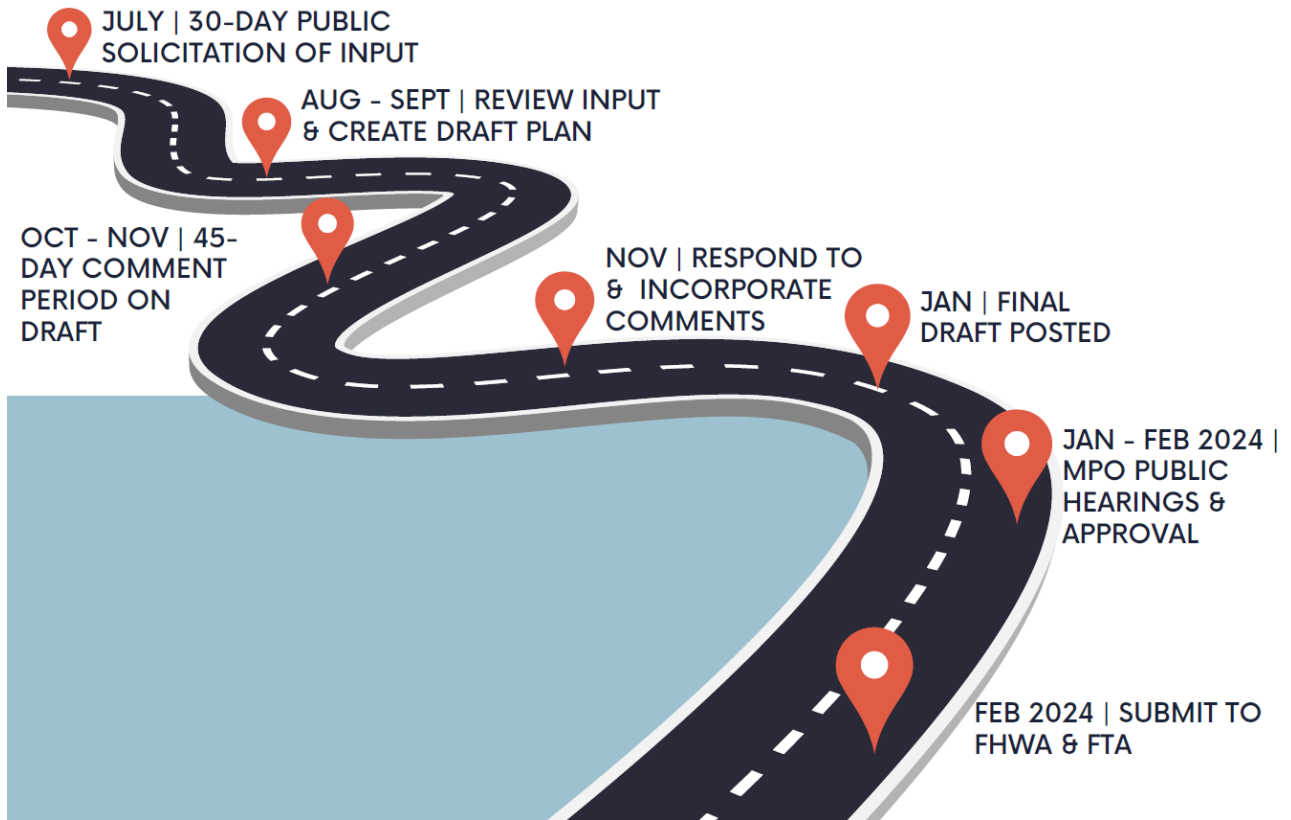 JULY | 30-DAY PUBLIC
SOLICITATION OF INPUT
AUG - SEPT | REVIEW INPUT
& CREATE DRAFT PLAN
OCT - NOV | 45-
DAY COMMENT
PERIOD ON
DRAFT
NOV | RESPOND TO
& INCORPORATE
COMMENTS
JAN | FINAL
DRAFT POSTED
JAN - FEB 2024 |
MPO PUBLIC
HEARINGS &
APPROVAL
FEB 2024 | SUBMIT TO
FHWA & FTA